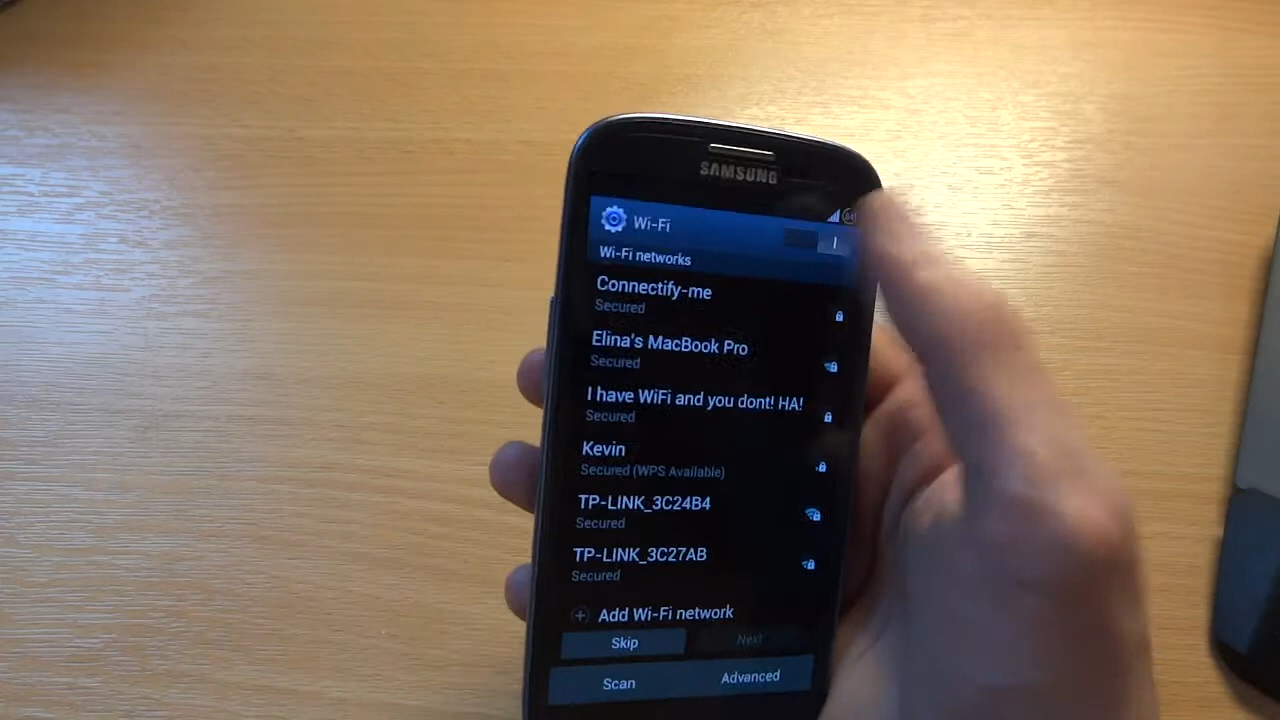 SAMSUNG
Wi-Fi
Wi-Fi networks
Connectify-me
Secured
Elina's MacBook Pro
Secured
I have WiFi and you dont! HA!
Secured
Kevin
Secured (WPS Available)
TP-LINK_3C24B4
Secured
TP-LINK_3C27AB
Secured
Add Wi-Fi network
Skip Next
Scan Advanced